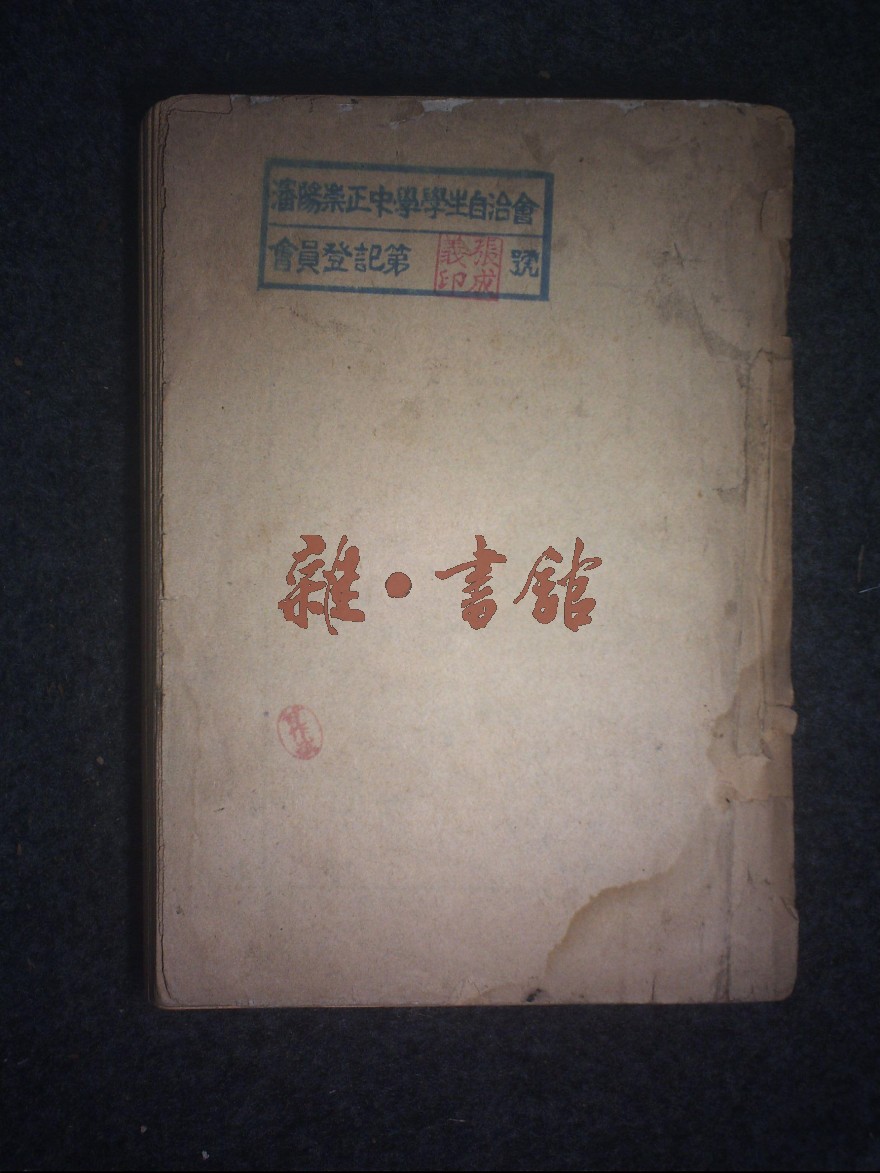 瀋陽崇正中學學生自治會
會員登記第 號
張成
義印
雜·書館